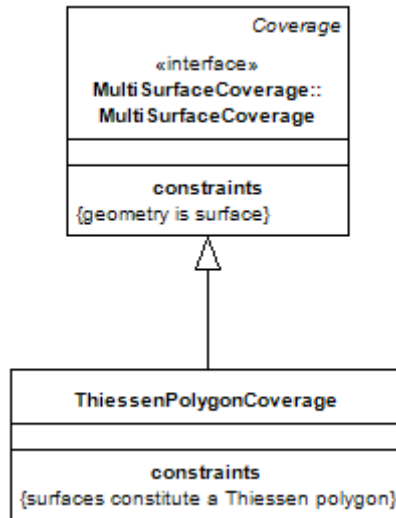 Coverage
«interface»
MultiSurfaceCoverage::
MultiSurfaceCoverage
constraints
{geometry is surface}
ThiessenPolygonCoverage
constraints
{surfaces constitute a Thiessen polygon}